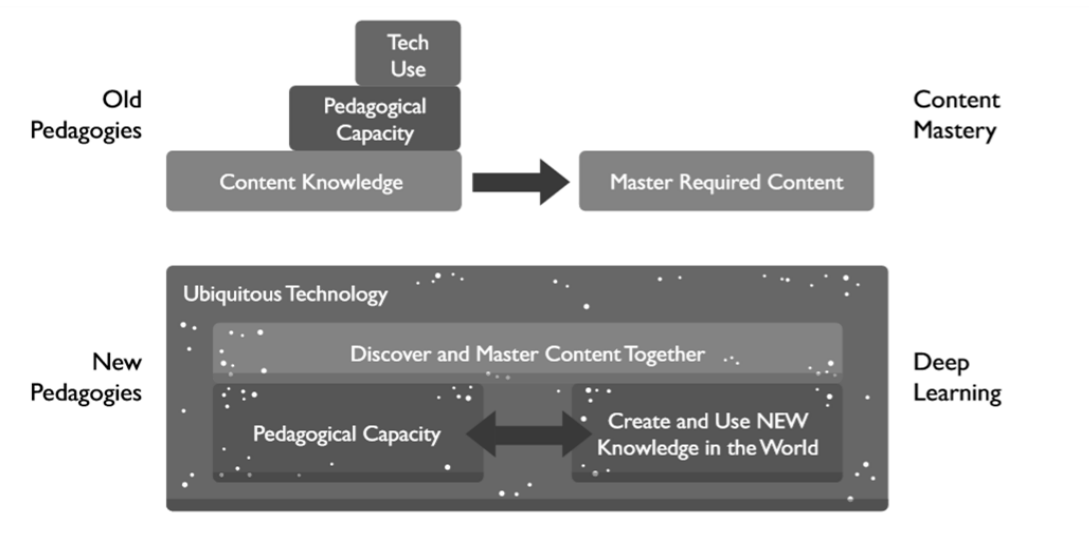 Tech
Use
Old
Pedagogies
Pedagogical
Capacity
Content
Mastery
Content Knowledge
Master Required Content
Ubiquitous Technology
Discover and Master Content Together
New
Pedagogies
Deep
Learning
Pedagogical Capacity
Create and Use NEW
Knowledge in the World